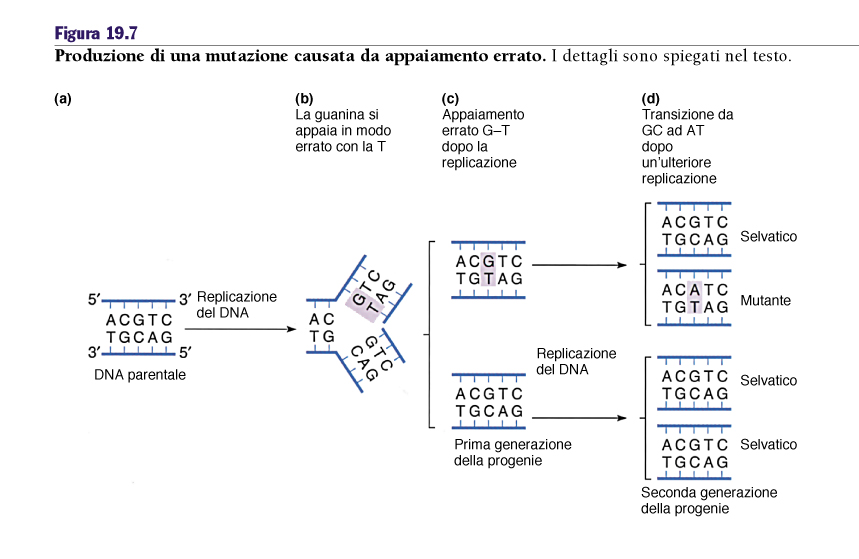 Figura 19.7
Produzione di una mutazione causata da appaiamento errato. I dettagli sono spiegati nel testo.
(a)
(b)
La guanina si
appaia in modo
errato con la T
(c)
Appaiamento
errato G–T
dopo la
replicazione
(d)
Transizione da
GC ad AT
dopo
un'ulteriore
replicazione
5′ 3′
ACGTC
TGCAG
3′ 5′
DNA parentale
Replicazione
del DNA
AC
TG
GTC
TAG
GTC
CAG
ACGTC
TGTAG
ACGTC
TGCAG
Prima generazione
della progenie
Replicazione
del DNA
ACGTC
TGCAG
Selvatico
ACATC
TGTAG
Mutante
ACGTC
TGCAG
Selvatico
ACGTC
TGCAG
Selvatico
Seconda generazione
della progenie